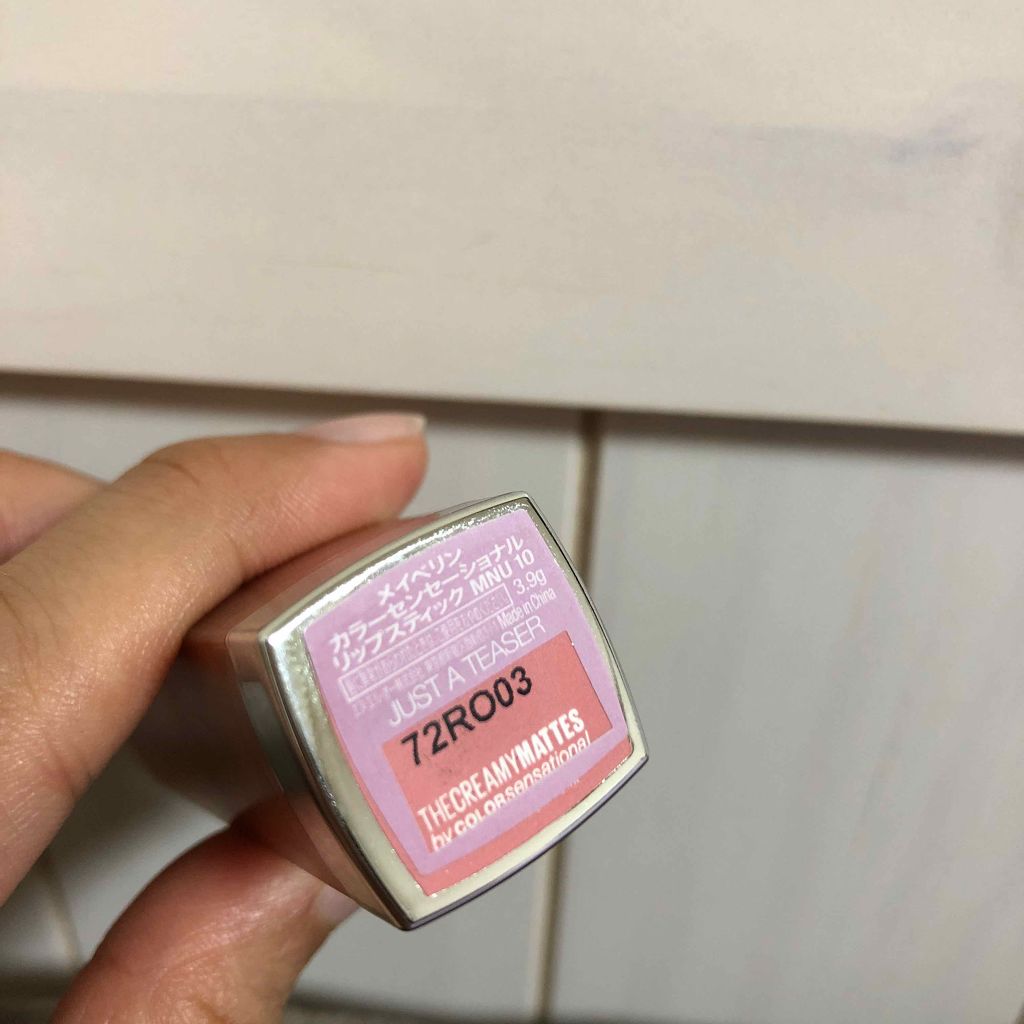 メイベリン
カラーセンセーショナル
リップスティック MNU 10
3.9g
Made in China
JUST A TEASER
72RO03
THECREAMYMATTES
by COLORsensational